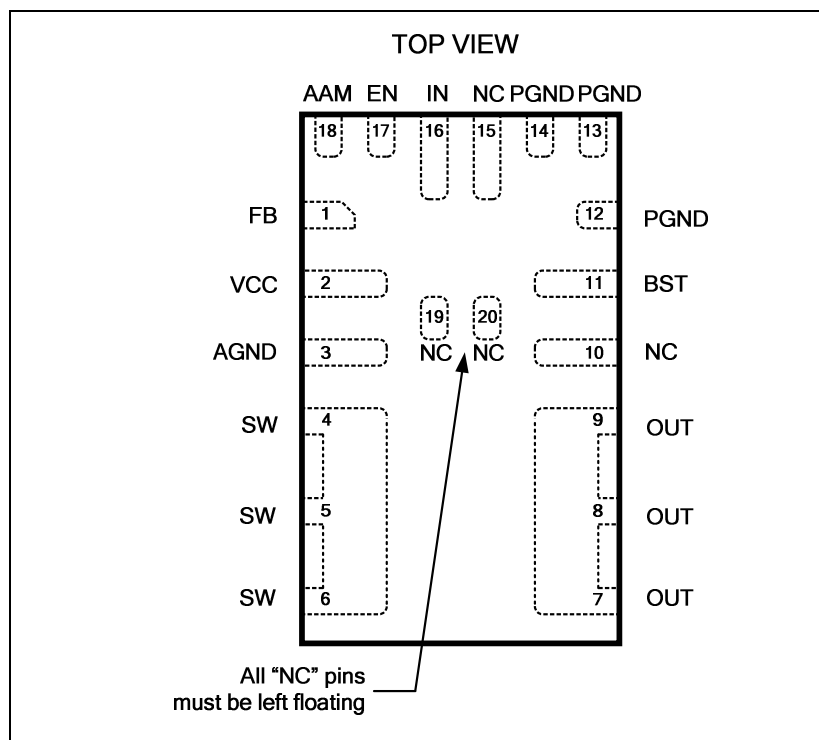 TOP VIEW
AAM EN IN NC PGND PGND
18 17 16 15 14 13
FB 1 12 PGND
VCC 2 11 BST
19 20
AGND 3 NC NC 10 NC
SW 4 9 OUT
SW 5 8 OUT
SW 6 7 OUT
All “NC” pins
must be left floating